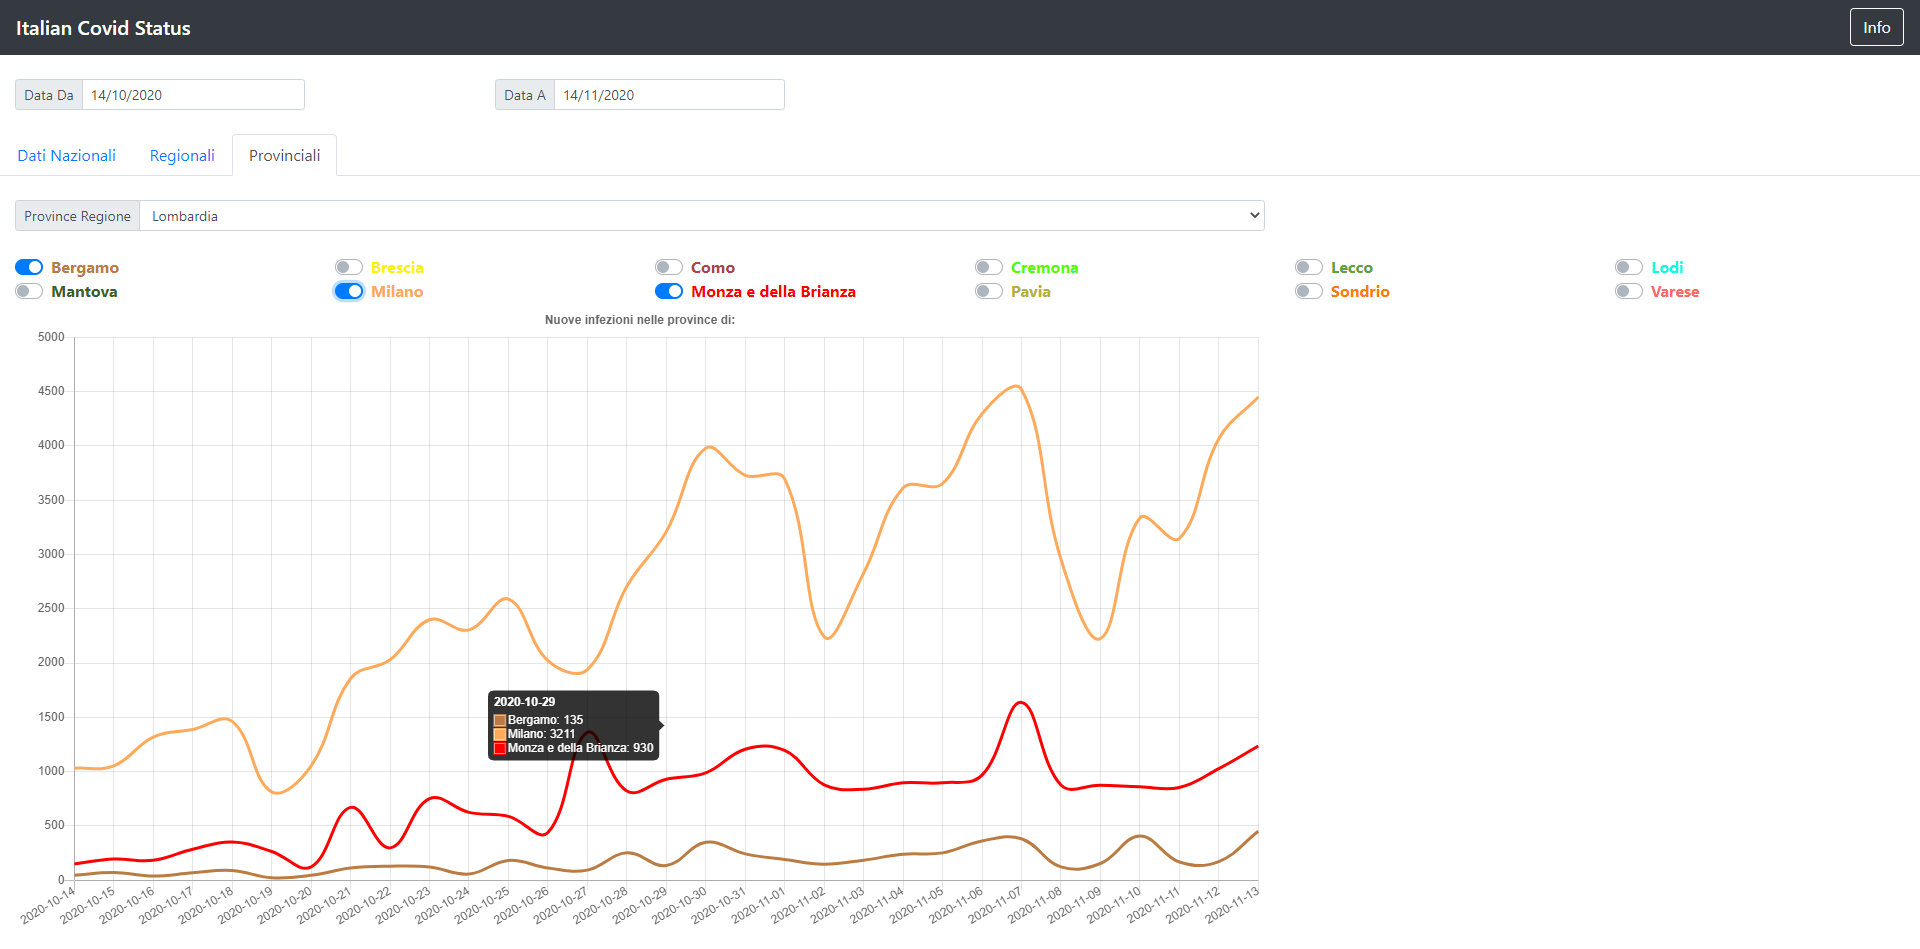 Italian Covid Status
Info
Data Da 14/10/2020
Data A 14/11/2020
Dati Nazionali
Regionali
Provinciali
Province Regione Lombardia
Bergamo
Brescia
Como
Cremona
Lecco
Lodi
Mantova
Milano
Monza e della Brianza
Pavia
Sondrio
Varese
Nuove infezioni nelle province di:
5000
4500
4000
3500
3000
2500
2000
1500
1000
500
0
2020-10-29
Bergamo: 135
Milano: 3211
Monza e della Brianza: 930
2020-10-14
2020-10-15
2020-10-16
2020-10-17
2020-10-18
2020-10-19
2020-10-20
2020-10-21
2020-10-22
2020-10-23
2020-10-24
2020-10-25
2020-10-26
2020-10-27
2020-10-28
2020-10-29
2020-10-30
2020-10-31
2020-11-01
2020-11-02
2020-11-03
2020-11-04
2020-11-05
2020-11-06
2020-11-07
2020-11-08
2020-11-09
2020-11-10
2020-11-11
2020-11-12
2020-11-13